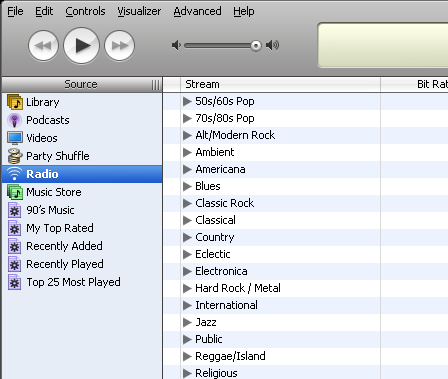 File Edit Controls Visualizer Advanced Help
Source
Library
Podcasts
Videos
Party Shuffle
Radio
Music Store
90's Music
My Top Rated
Recently Added
Recently Played
Top 25 Most Played
Stream Bit Rat
50s/60s Pop
70s/80s Pop
Alt/Modern Rock
Ambient
Americana
Blues
Classic Rock
Classical
Country
Eclectic
Electronica
Hard Rock / Metal
International
Jazz
Public
Reggae/Island
Religious